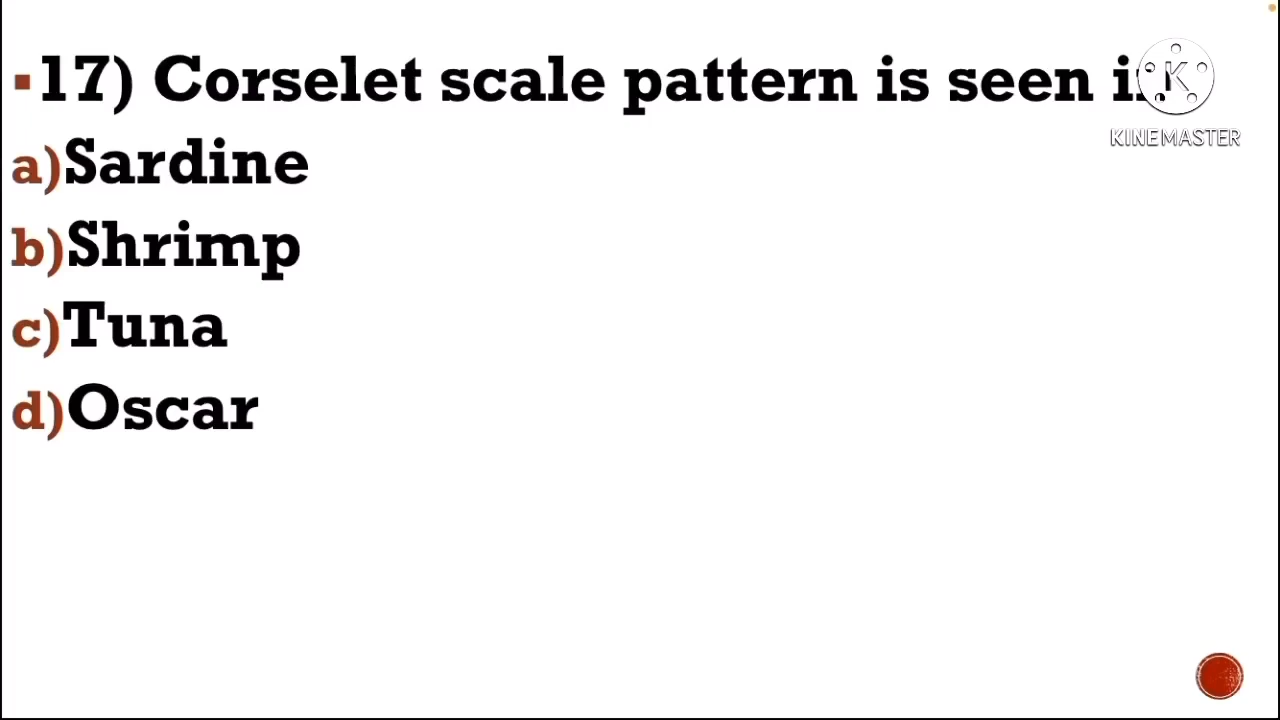 ▪17) Corselet scale pattern is seen
K
KINEMASTER
a)Sardine
b)Shrimp
c)Tuna
d)Oscar